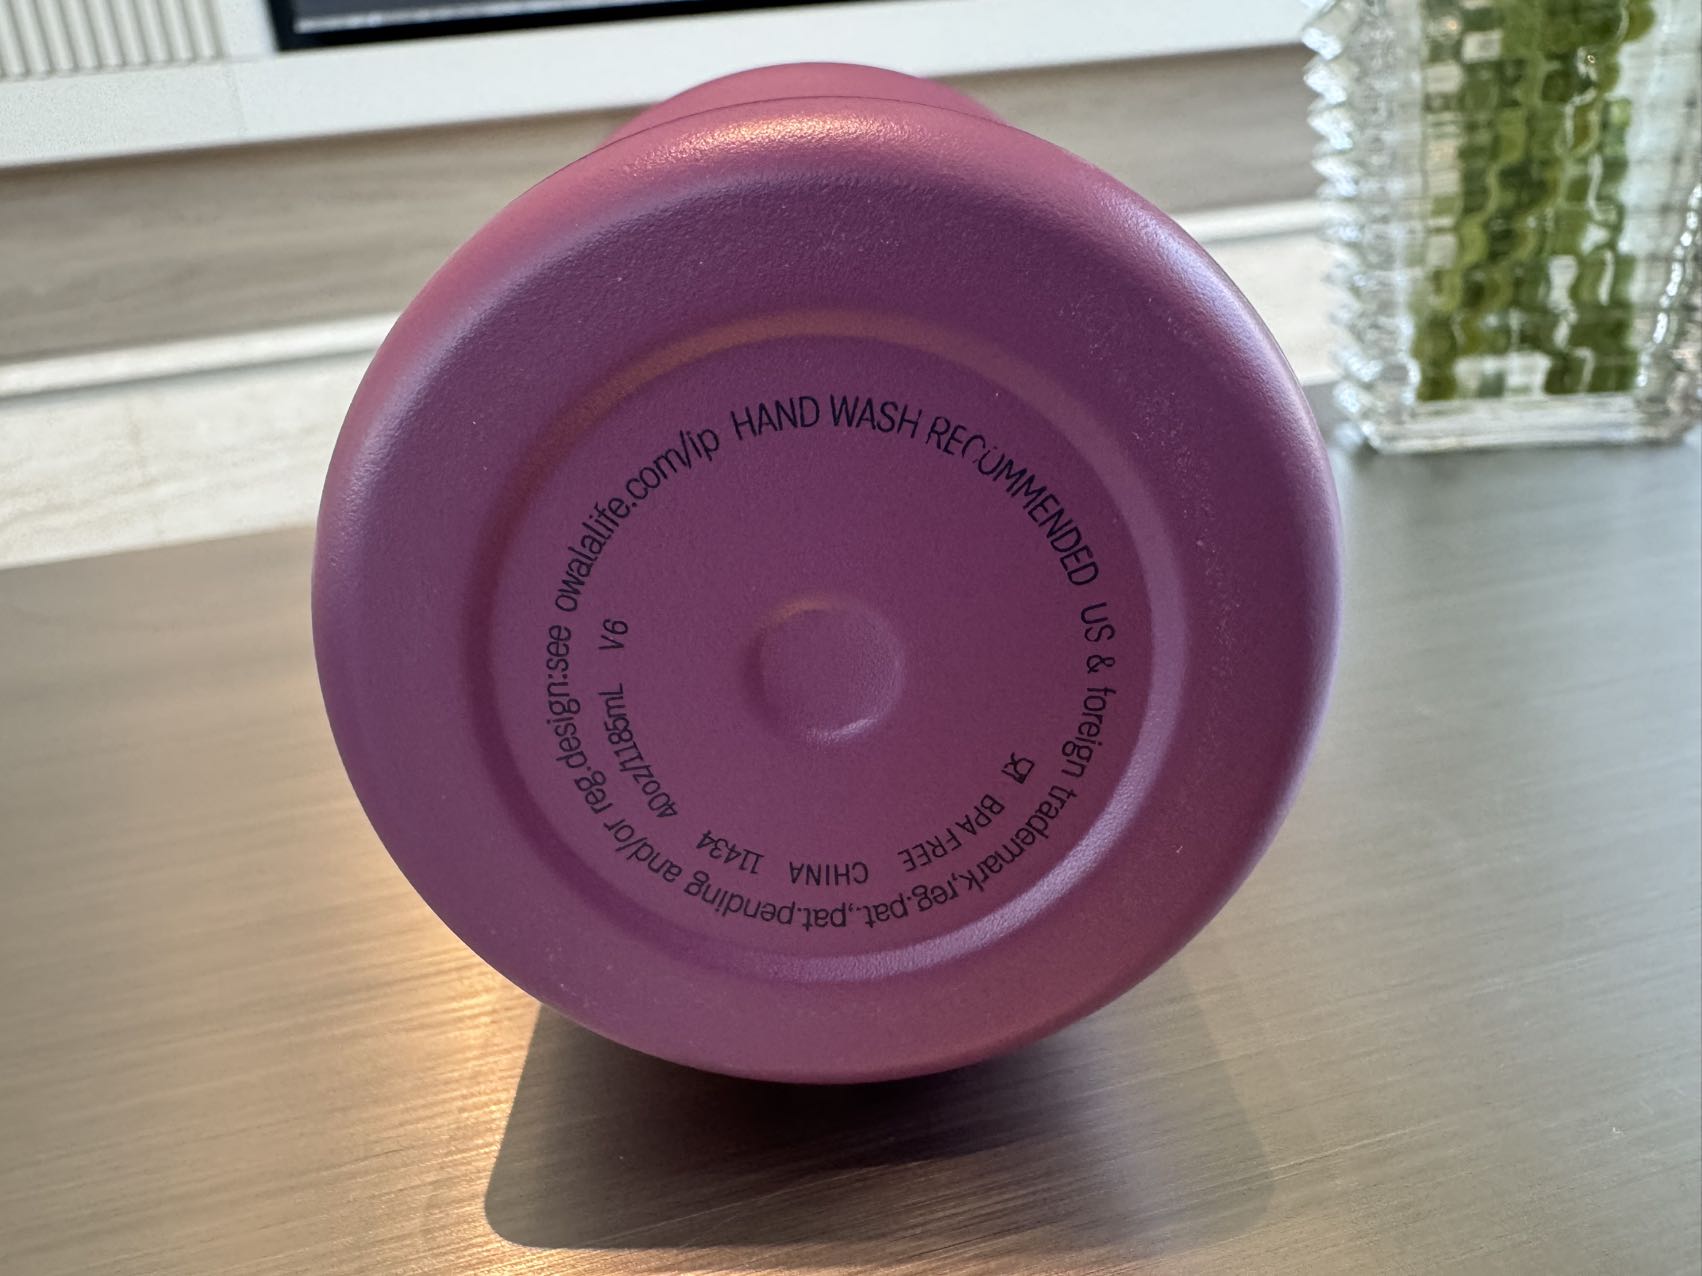 HAND WASH RECOMMENDED US & foreign trademark,reg.pat.,pat.pending and/or reg.design:see owalalife.com/ip
BPA FREE CHINA 11434 40oz/1185mL V6